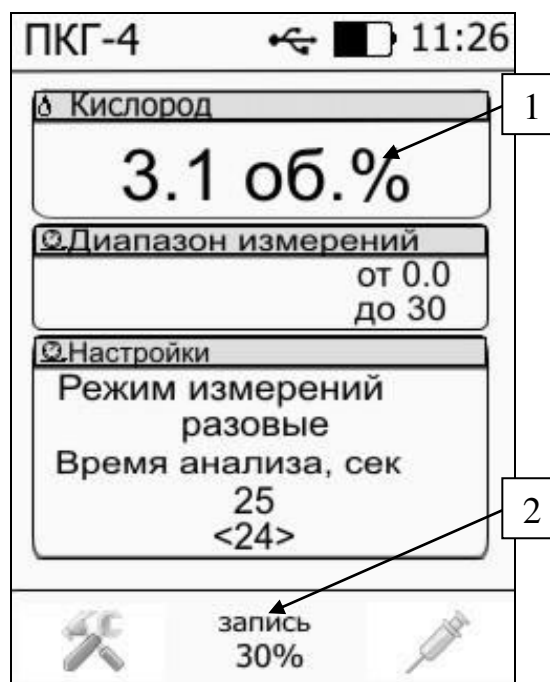 ПКГ-4 11:26
Кислород
1
3.1 об.%
Диапазон измерений
от 0.0
до 30
Настройки
Режим измерений
разовые
Время анализа, сек
25
2
<24>
запись
30%